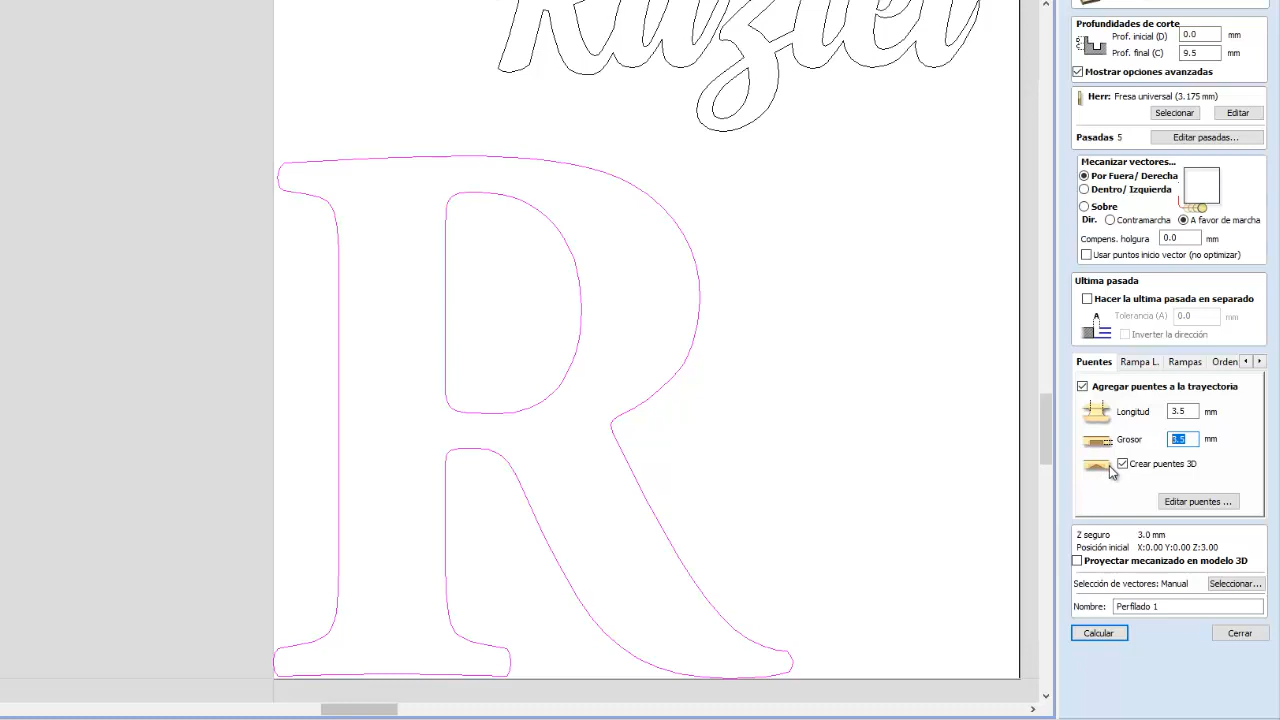 Raziel
R
Profundidades de corte
Prof. inicial (D) 0.0 mm
Prof. final (C) 9.5 mm
Mostrar opciones avanzadas
Herr: Fresa universal (3.175 mm)
Selecionar Editar
Pasadas 5 Editar pasadas...
Mecanizar vectores...
Por Fuera/ Derecha
Dentro/ Izquierda
Sobre
Dir. Contramarcha A favor de marcha
Compens. holgura 0.0 mm
Usar puntos inicio vector (no optimizar)
Ultima pasada
Hacer la ultima pasada en separado
A
Tolerancia (A) 0.0 mm
Inverter la dirección
Puentes Rampa L. Rampas Orden
Agregar puentes a la trayectoria
Longitud 3.5 mm
Grosor 3.5 mm
Crear puentes 3D
Editar puentes ...
Z seguro 3.0 mm
Posición inicial X:0.00 Y:0.00 Z:3.00
Proyectar mecanizado en modelo 3D
Selección de vectores: Manual Seleccionar...
Nombre: Perfilado 1
Calcular Cerrar